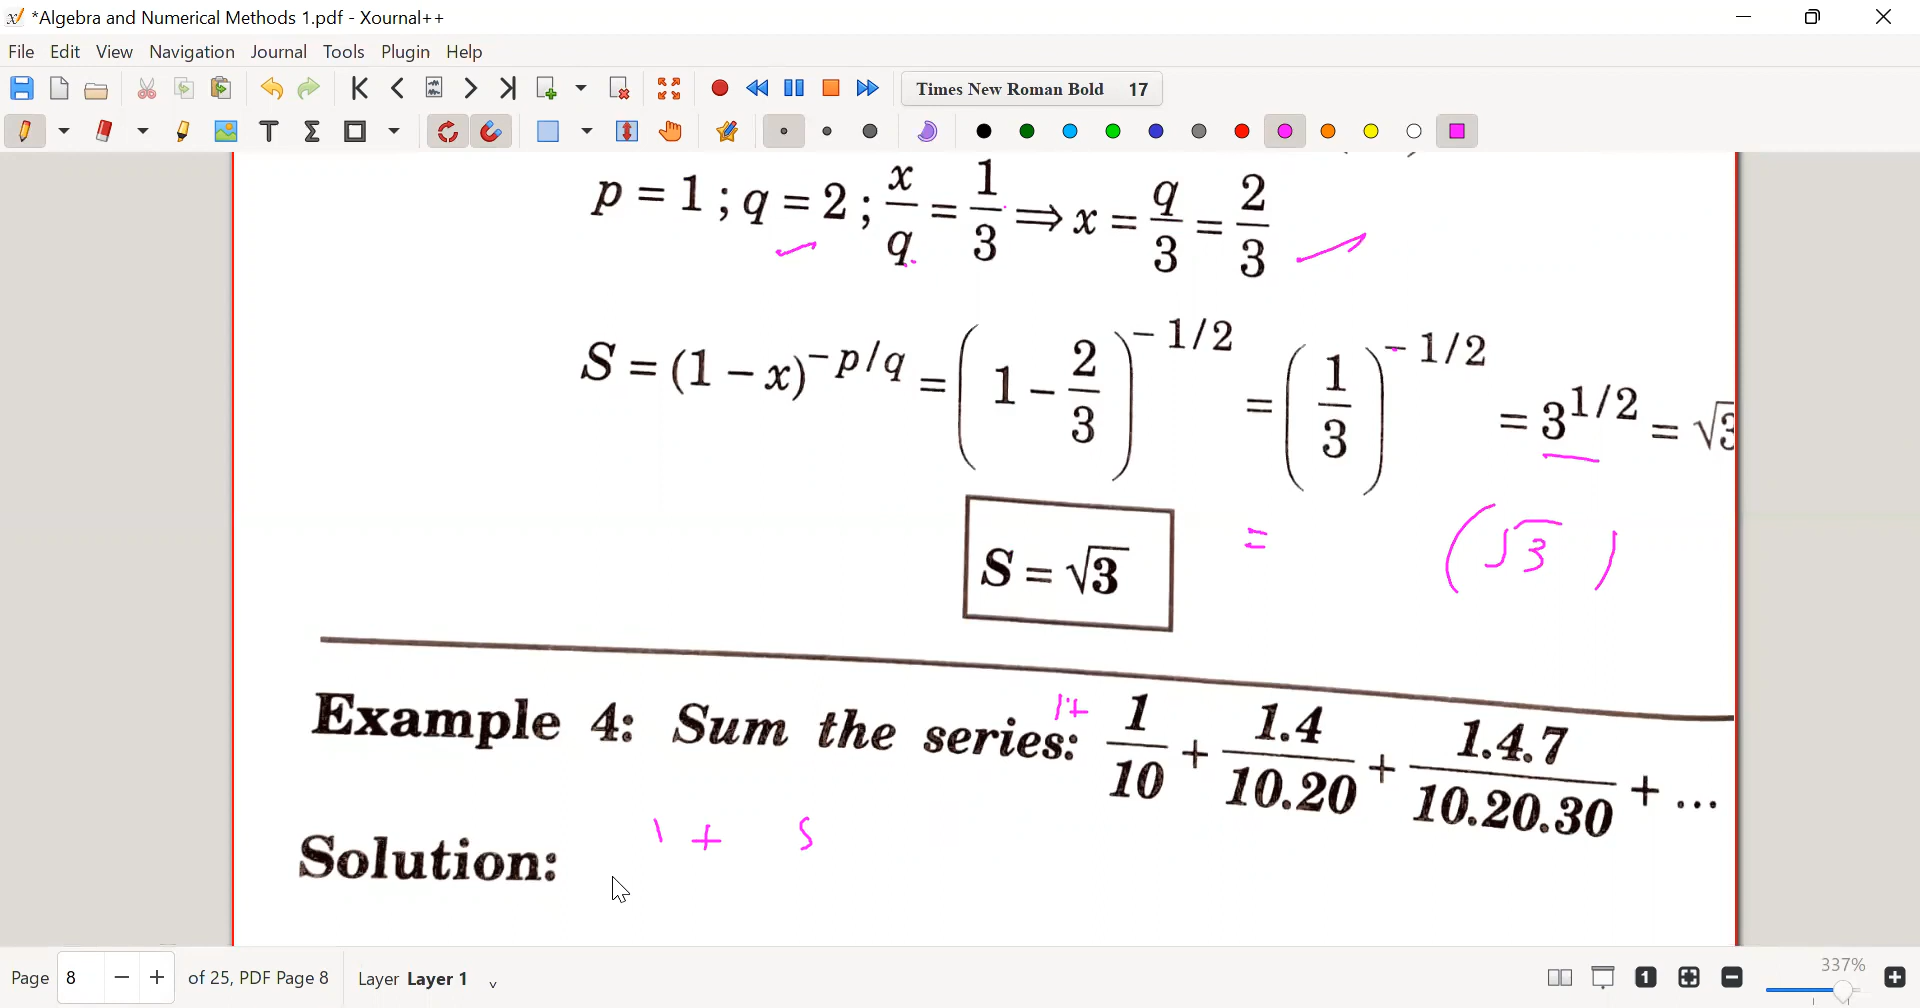 *Algebra and Numerical Methods 1.pdf - Xournal++
File Edit View Navigation Journal Tools Plugin Help
Times New Roman Bold 17
p = 1 ; q = 2 ; x/q = 1/3 ⇒ x = q/3 = 2/3
S = (1 − x)^(−p/q) = (1 − 2/3)^(−1/2) = (1/3)^(−1/2) = 3^(1/2) = √3
S = √3 = (√3)
Example 4: Sum the series: 1+ 1/10 + 1.4/10.20 + 1.4.7/10.20.30 + ...
Solution: 1 + S
Page 8 of 25, PDF Page 8 Layer Layer 1 1 337%